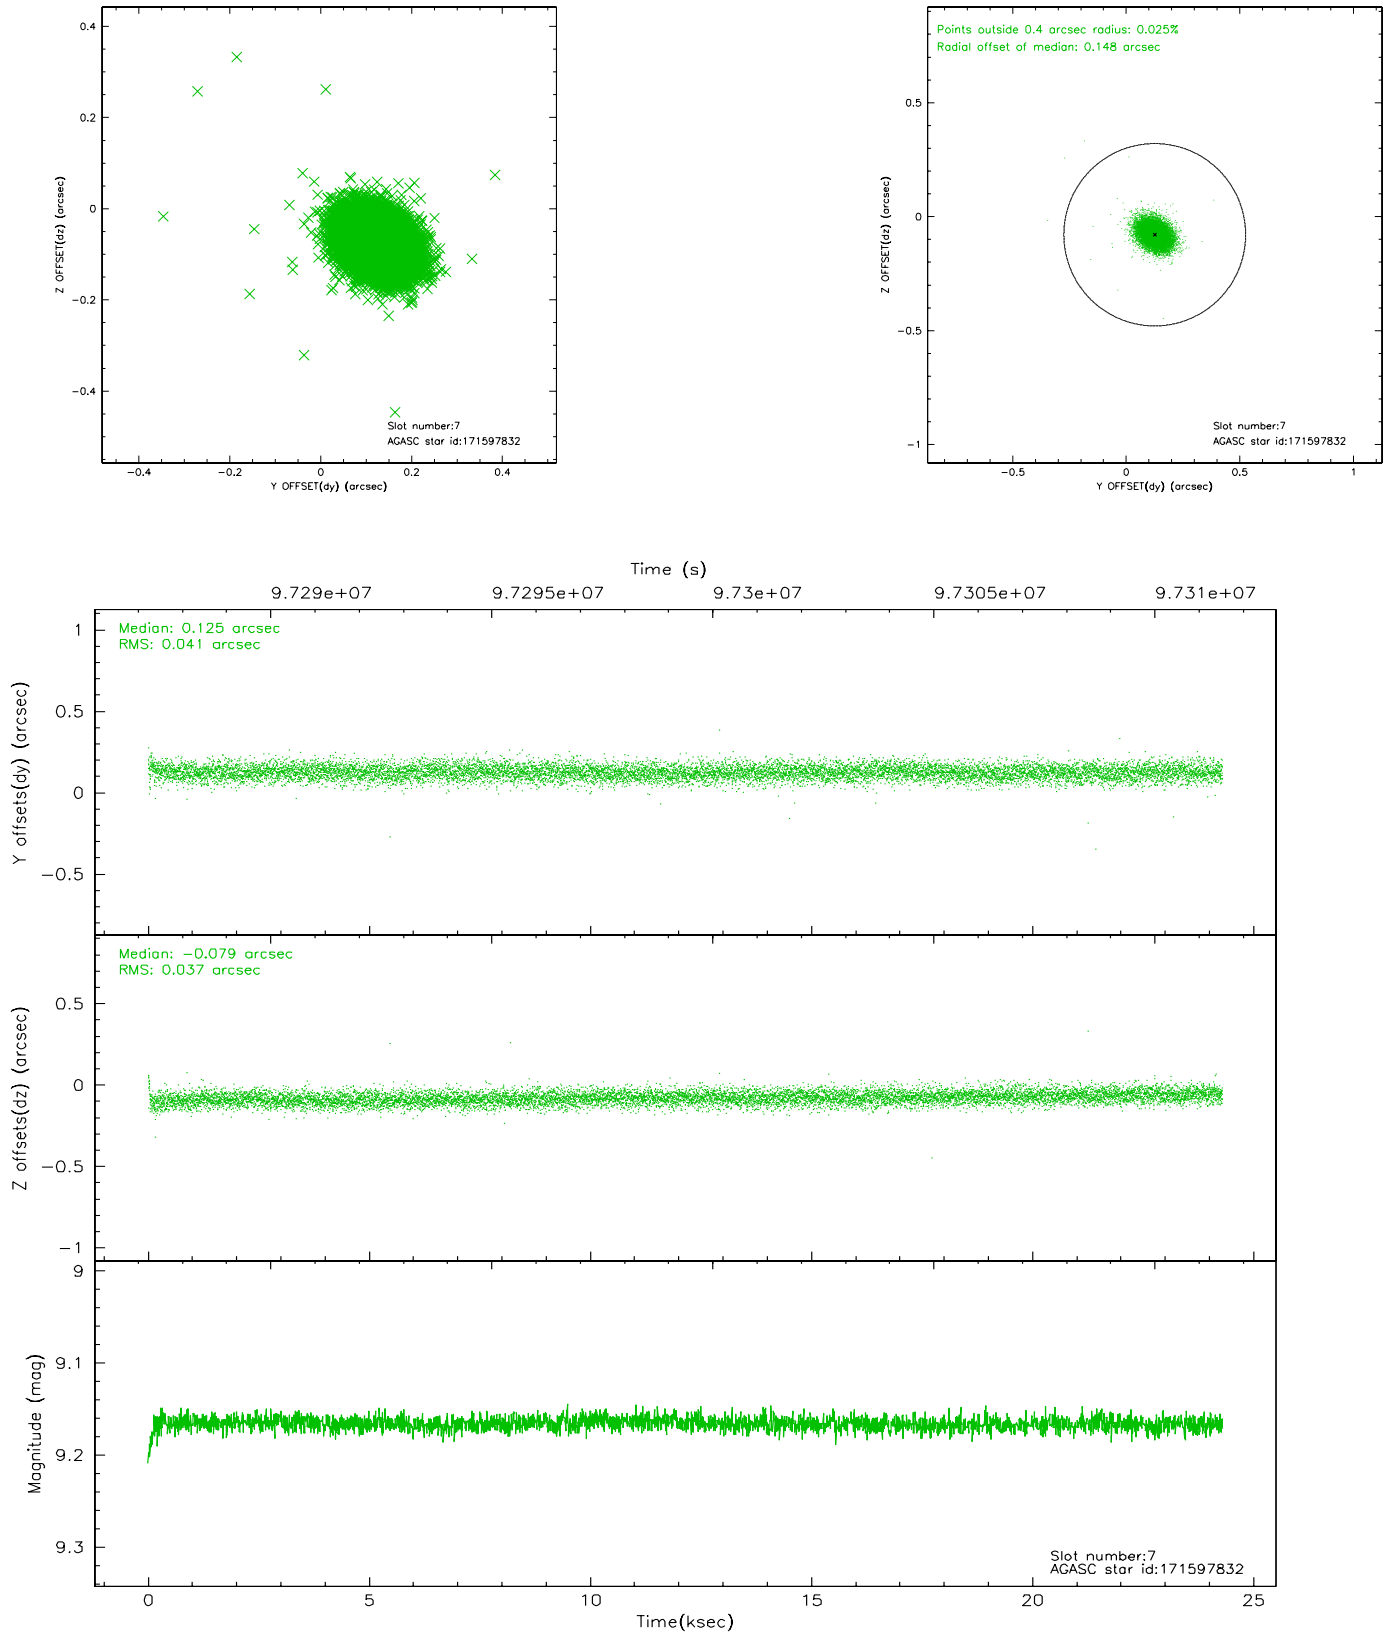 0.4
0.2
0
-0.2
-0.4
Z OFFSET(dz) (arcsec)
Slot number:7
AGASC star id:171597832
-0.4 -0.2 0 0.2 0.4
Y OFFSET(dy) (arcsec)
Points outside 0.4 arcsec radius: 0.025%
Radial offset of median: 0.148 arcsec
0.5
0
-0.5
-1
Z OFFSET(dz) (arcsec)
Slot number:7
AGASC star id:171597832
-0.5 0 0.5 1
Y OFFSET(dy) (arcsec)
Time (s)
9.729e+07 9.7295e+07 9.73e+07 9.7305e+07 9.731e+07
Median: 0.125 arcsec
RMS: 0.041 arcsec
1
0.5
0
-0.5
Y offsets(dy) (arcsec)
Median: -0.079 arcsec
RMS: 0.037 arcsec
0.5
0
-0.5
-1
Z offsets(dz) (arcsec)
9
9.1
9.2
9.3
Magnitude (mag)
Slot number:7
AGASC star id:171597832
0 5 10 15 20 25
Time(ksec)